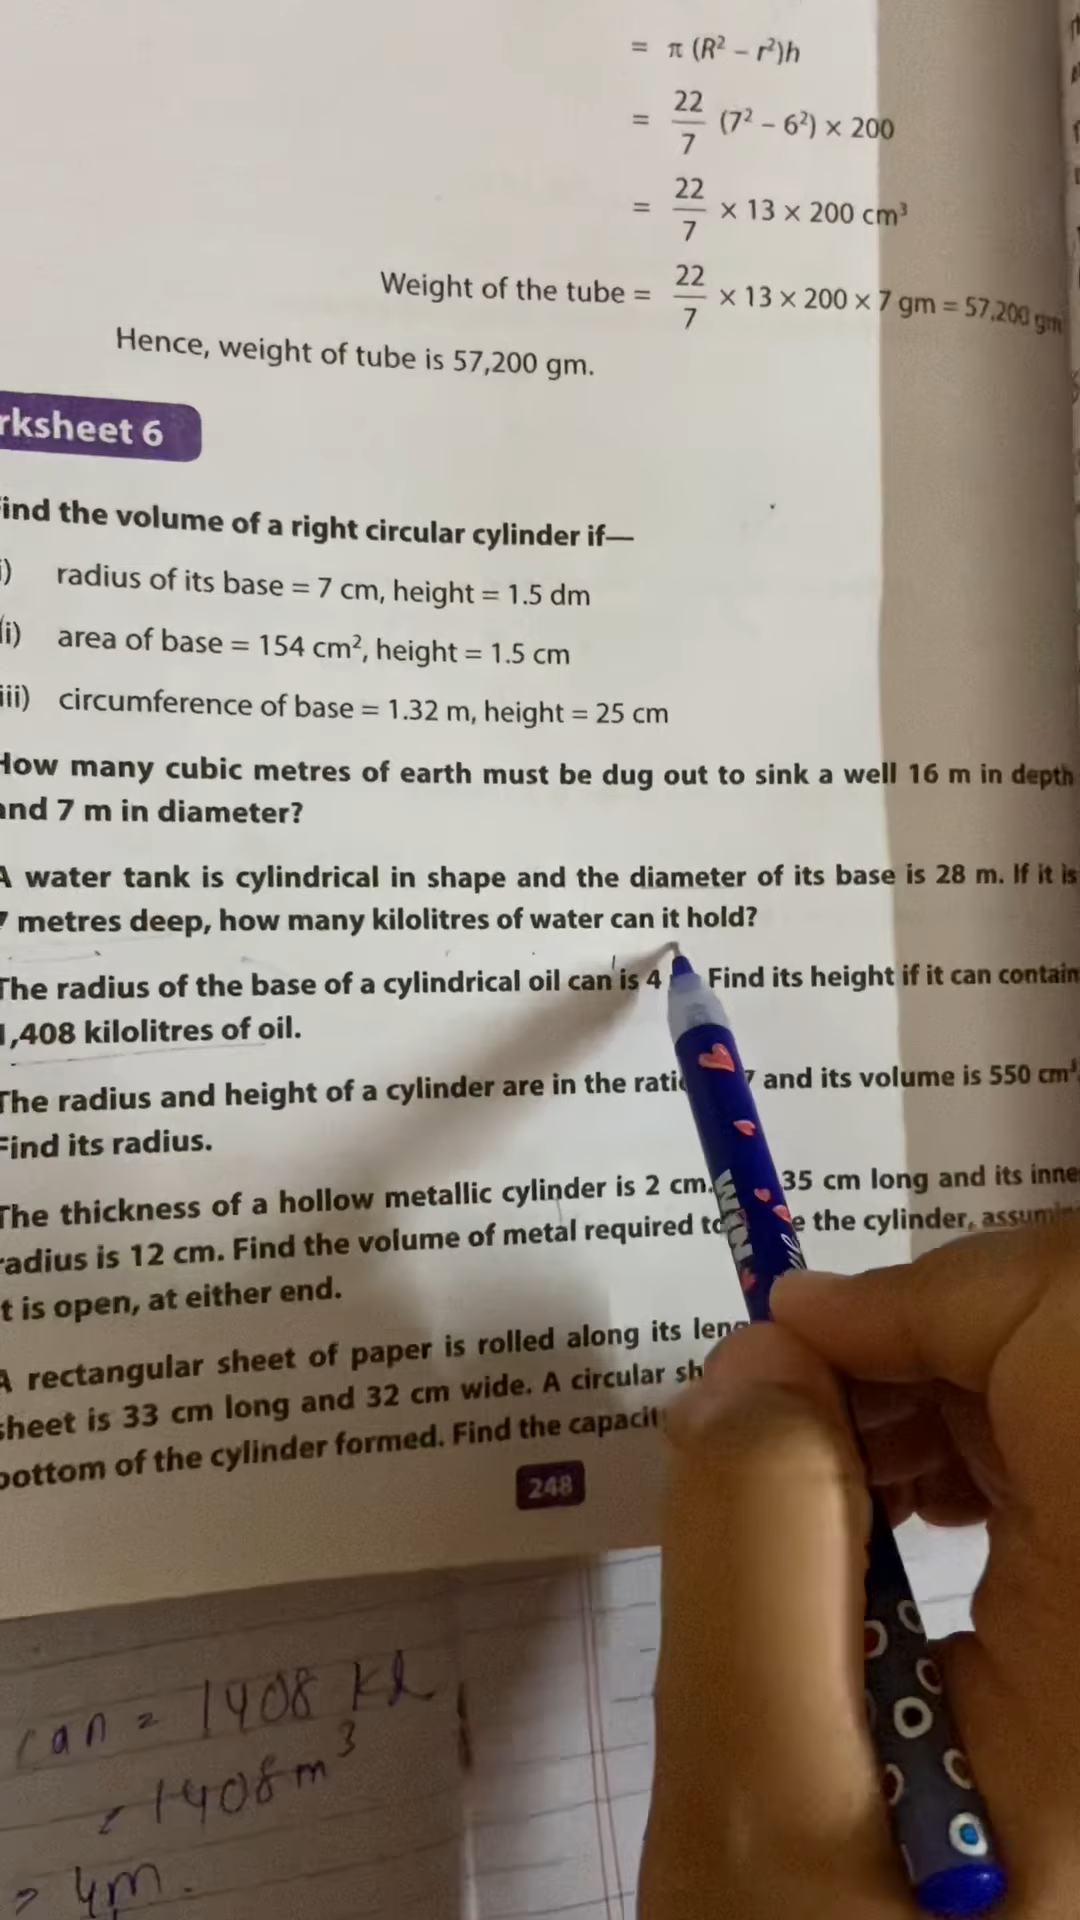 = π (R² – r²)h
= 22/7 (7² – 6²) × 200
= 22/7 × 13 × 200 cm³
Weight of the tube = 22/7 × 13 × 200 × 7 gm = 57,200 gm
Hence, weight of tube is 57,200 gm.
rksheet 6
ind the volume of a right circular cylinder if—
i) radius of its base = 7 cm, height = 1.5 dm
ii) area of base = 154 cm², height = 1.5 cm
iii) circumference of base = 1.32 m, height = 25 cm
How many cubic metres of earth must be dug out to sink a well 16 m in depth
and 7 m in diameter?
A water tank is cylindrical in shape and the diameter of its base is 28 m. If it is
7 metres deep, how many kilolitres of water can it hold?
The radius of the base of a cylindrical oil can is 4 Find its height if it can contain
1,408 kilolitres of oil.
The radius and height of a cylinder are in the rati 7 and its volume is 550 cm³.
Find its radius.
The thickness of a hollow metallic cylinder is 2 cm. 35 cm long and its inne
radius is 12 cm. Find the volume of metal required to e the cylinder, assumin
t is open, at either end.
A rectangular sheet of paper is rolled along its len
sheet is 33 cm long and 32 cm wide. A circular sh
bottom of the cylinder formed. Find the capacit
248
WIN
can = 1408 kl
= 1408 m³
= 4m.